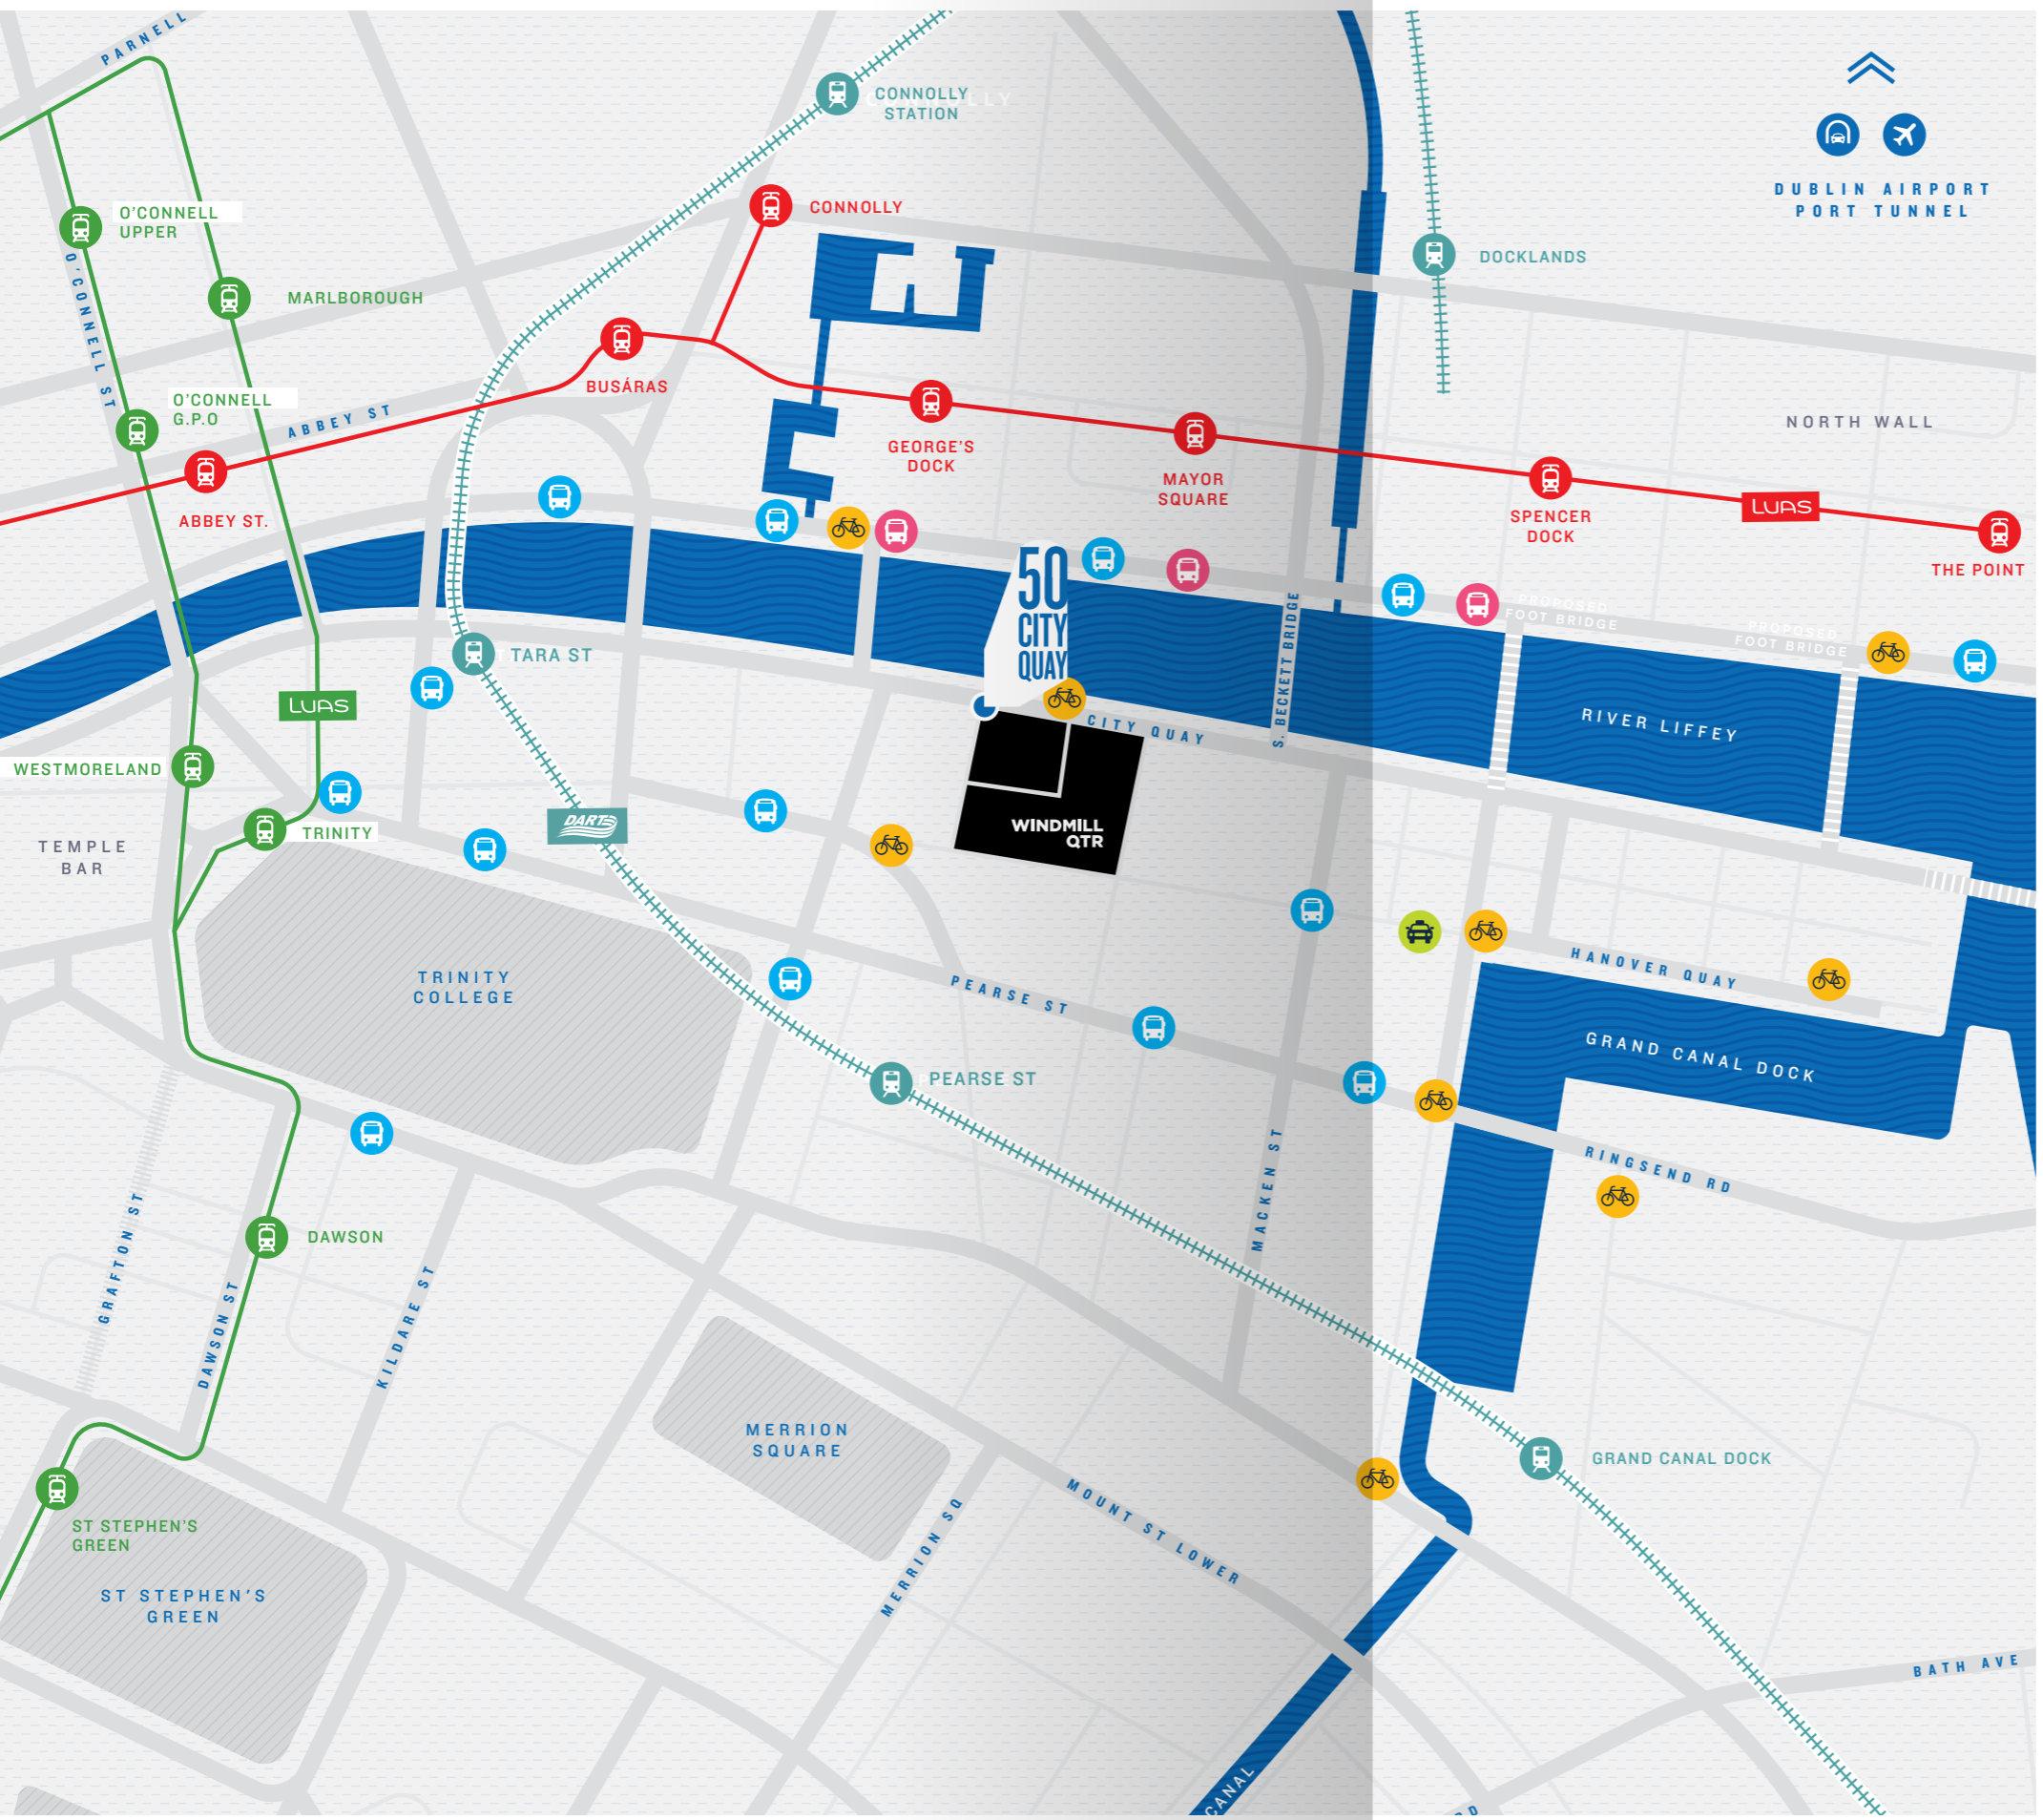 PARNELL
CONNOLLY
STATION
CONNOLLY
DUBLIN AIRPORT
PORT TUNNEL
O'CONNELL
UPPER
CONNOLLY
O'CONNELL ST
DOCKLANDS
MARLBOROUGH
BUSÁRAS
O'CONNELL
G.P.O
ABBEY ST
NORTH WALL
GEORGE'S
DOCK
MAYOR
SQUARE
LUAS
ABBEY ST.
SPENCER
DOCK
THE POINT
50
CITY
QUAY
PROPOSED
FOOT BRIDGE
PROPOSED
FOOT BRIDGE
TARA ST
S. BECKETT BRIDGE
LUAS
CITY QUAY
RIVER LIFFEY
WESTMORELAND
TRINITY
DART
WINDMILL
QTR
TEMPLE
BAR
TRINITY
COLLEGE
PEARSE ST
HANOVER QUAY
GRAND CANAL DOCK
PEARSE ST
RINGSEND RD
MACKEN ST
GRAFTON ST
DAWSON
DAWSON ST
KILDARE ST
MERRION
SQUARE
GRAND CANAL DOCK
MOUNT ST LOWER
MERRION SQ
ST STEPHEN'S
GREEN
ST STEPHEN'S
GREEN
BATH AVE
CANAL